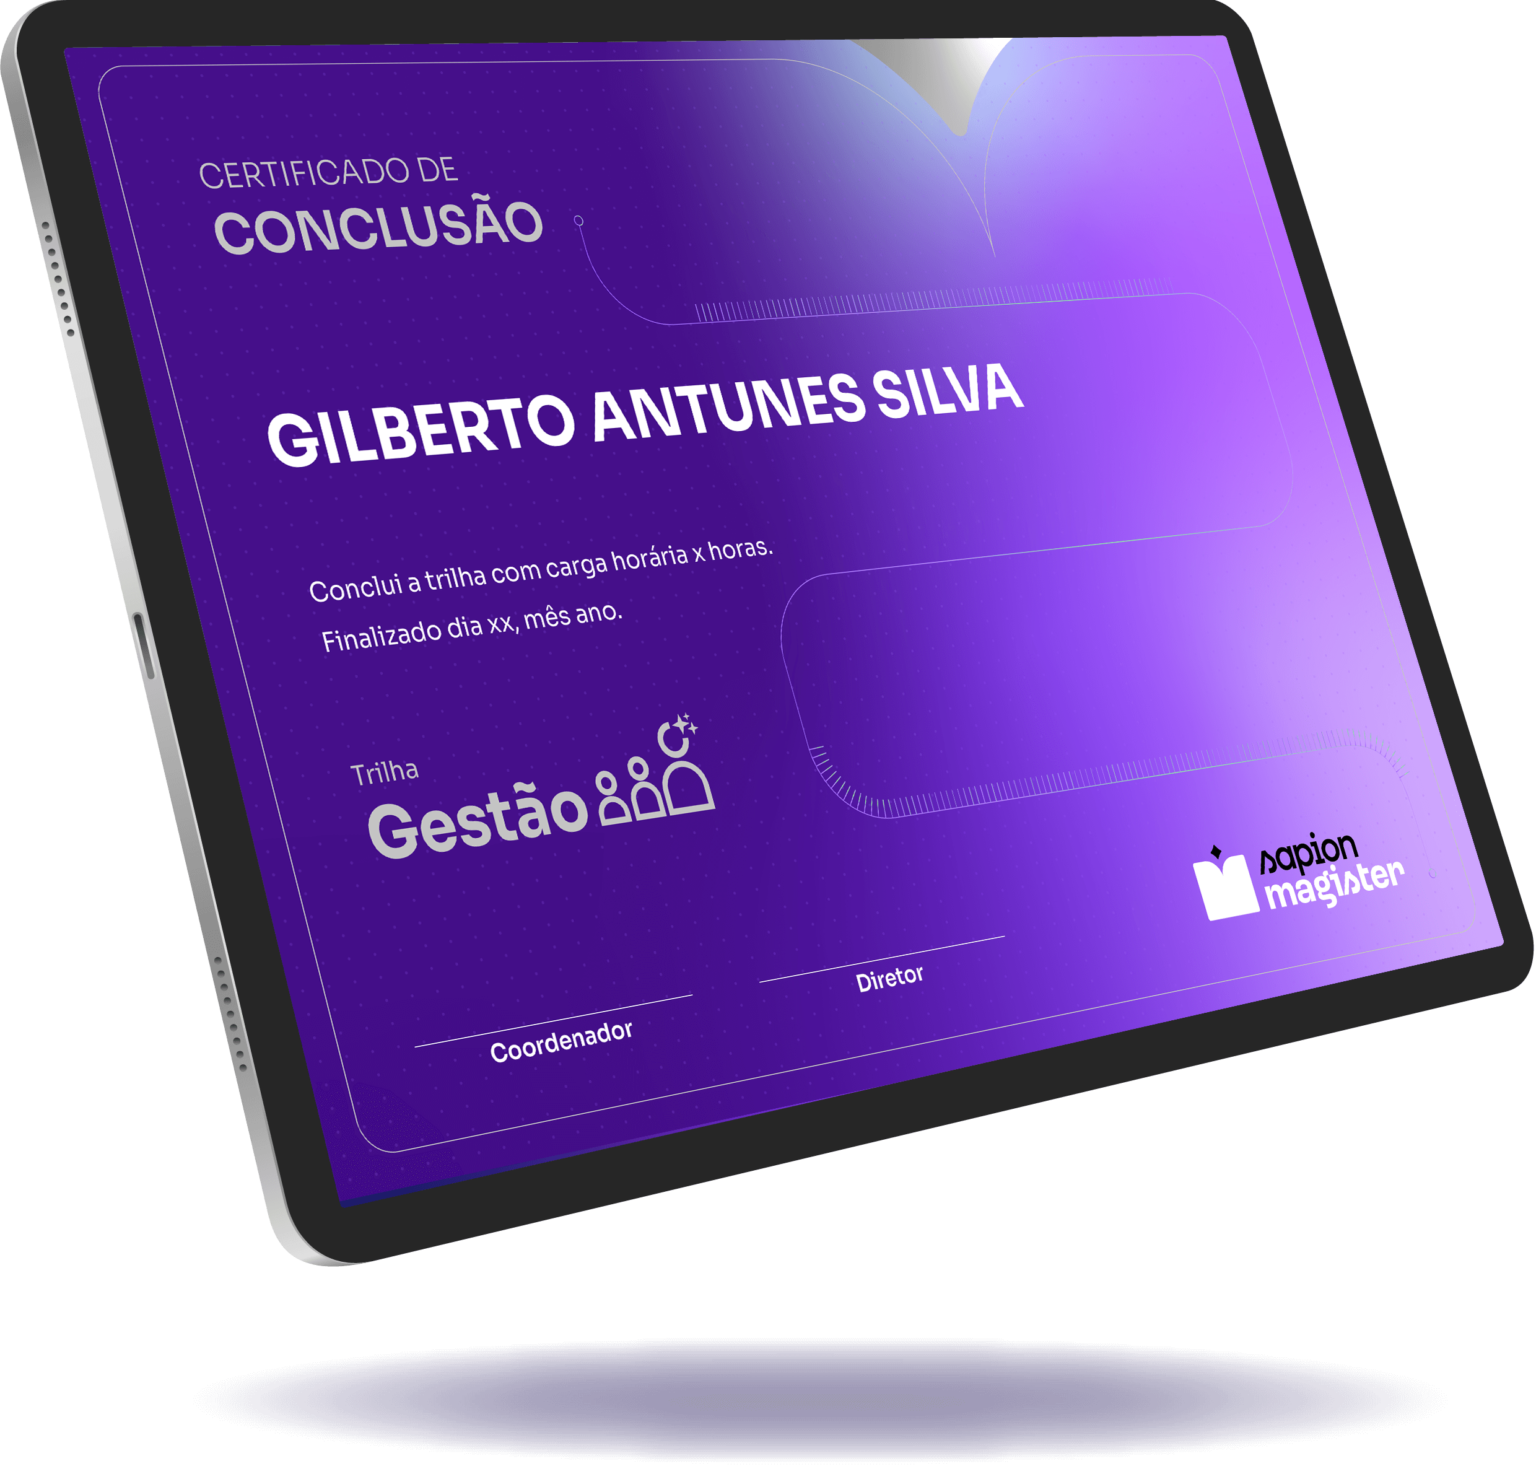 CERTIFICADO DE
CONCLUSÃO
GILBERTO ANTUNES SILVA
Conclui a trilha com carga horária x horas.
Finalizado dia xx, mês ano.
Trilha
Gestão
sapion
magister
Coordenador
Diretor